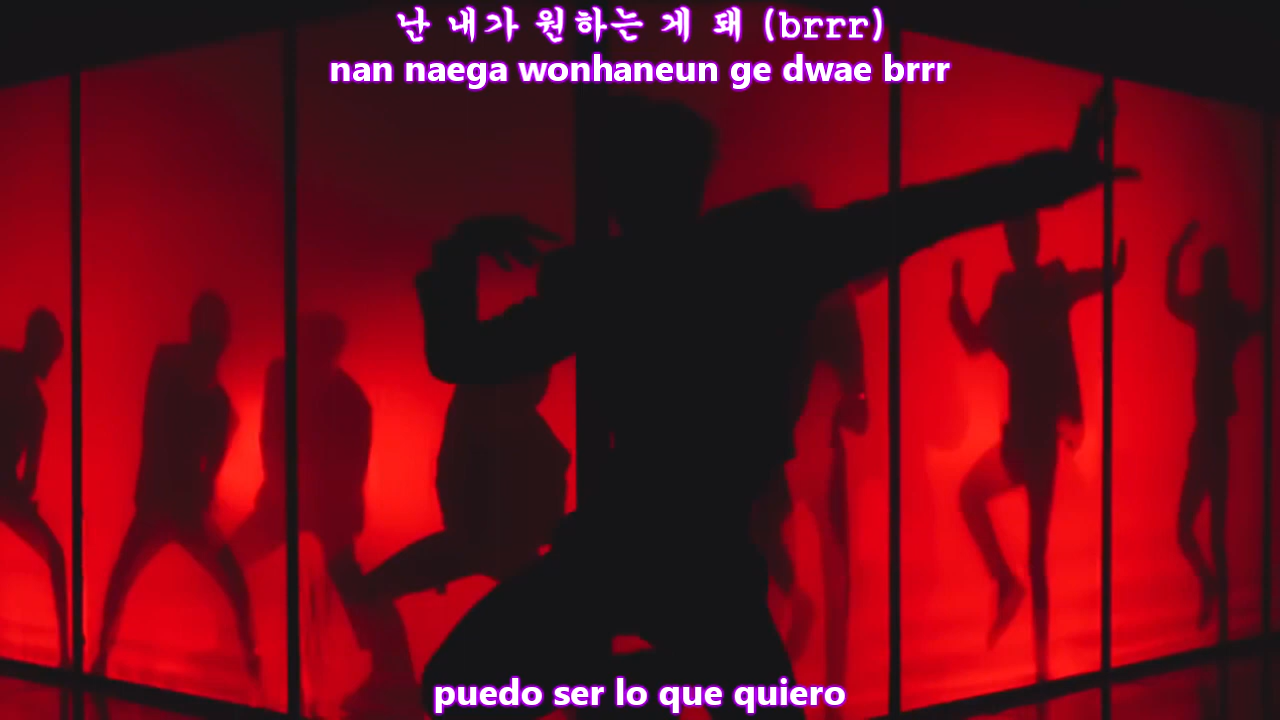 난 내가 원하는 게 돼 (brrr)
nan naega wonhaneun ge dwae brrr
puedo ser lo que quiero